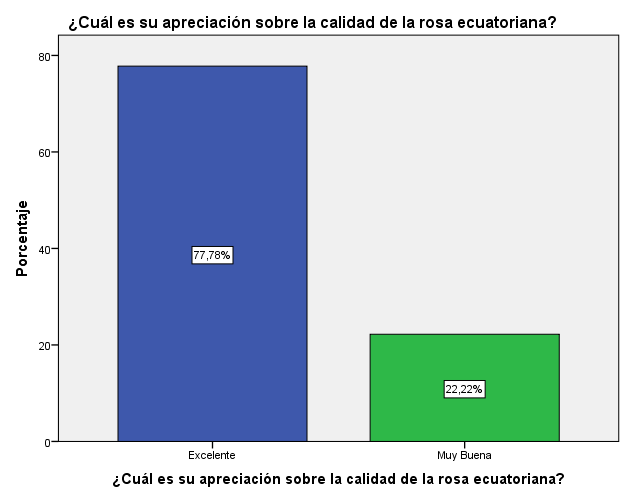 ¿Cuál es su apreciación sobre la calidad de la rosa ecuatoriana?
Porcentaje
80
60
40
20
0
77,78%
22,22%
Excelente
Muy Buena
¿Cuál es su apreciación sobre la calidad de la rosa ecuatoriana?